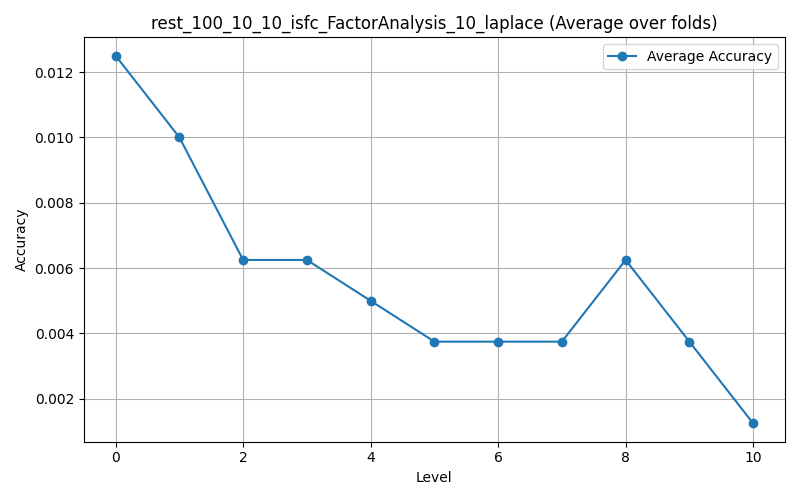 rest_100_10_10_isfc_FactorAnalysis_10_laplace (Average over folds)
Average Accuracy
0.012
0.010
0.008
0.006
0.004
0.002
Accuracy
0 2 4 6 8 10
Level